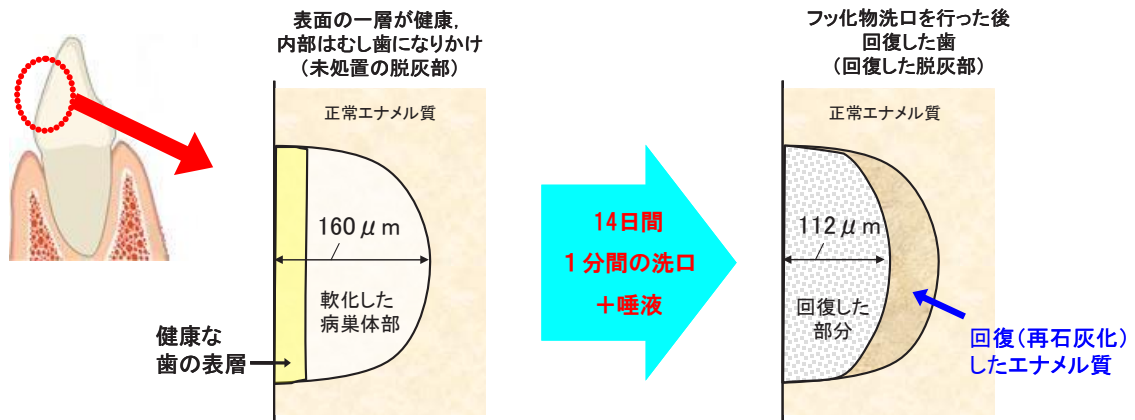 表面の一層が健康,
内部はむし歯になりかけ
（未処置の脱灰部）
正常エナメル質
160μm
軟化した
病巣体部
健康な
歯の表層
14日間
1分間の洗口
＋唾液
フッ化物洗口を行った後
回復した歯
（回復した脱灰部）
正常エナメル質
112μm
回復した
部分
回復（再石灰化）
したエナメル質